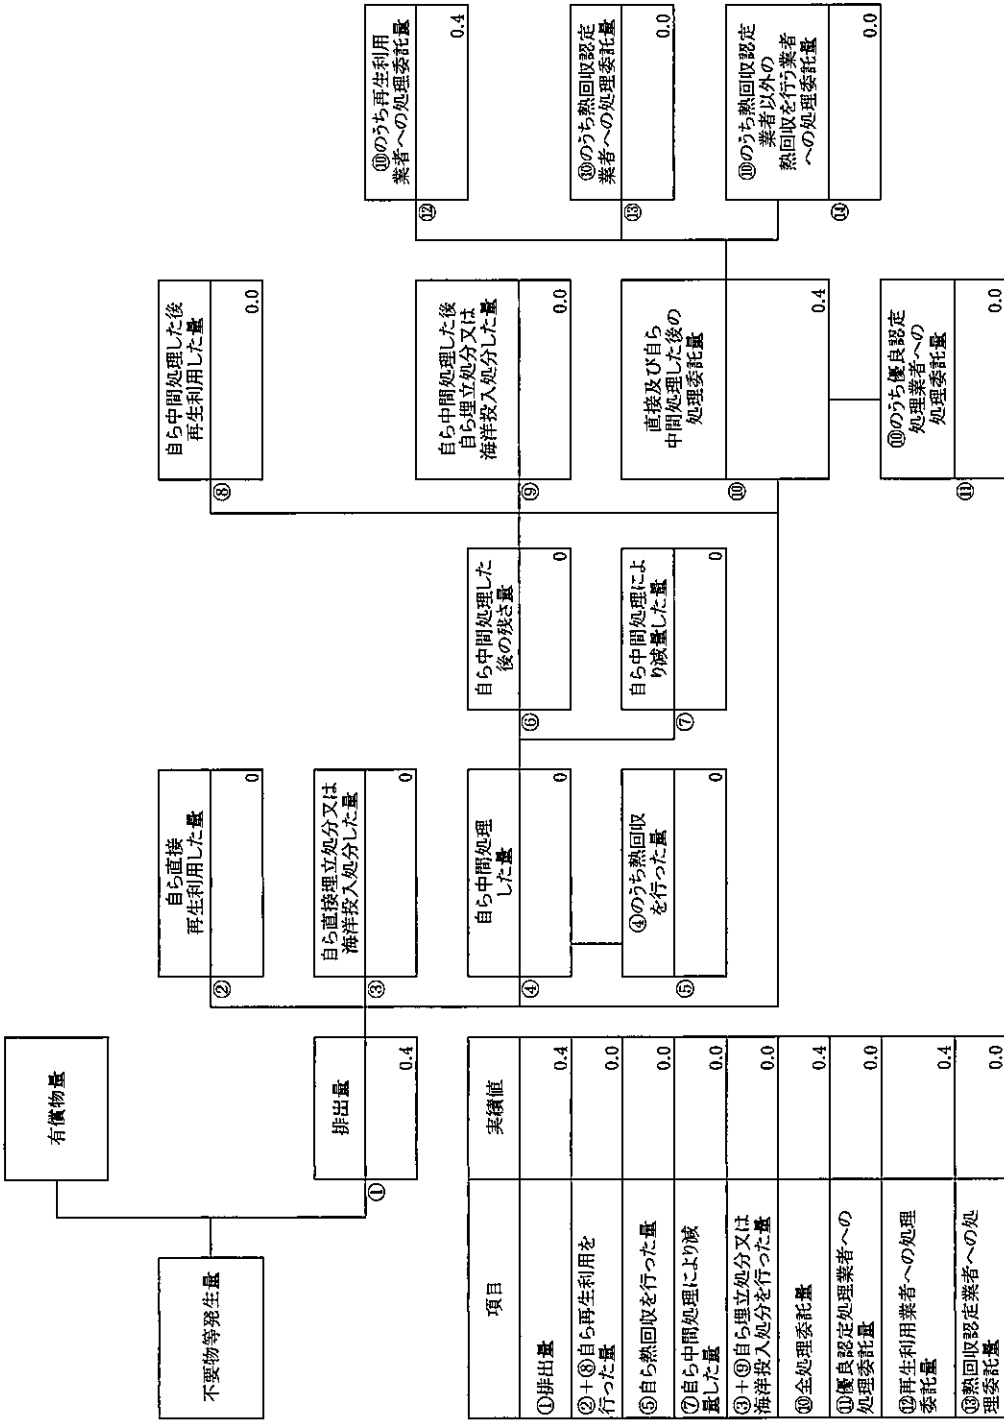 不要物等発生量
有償物量
排出量
①
0.4
自ら直接
再生利用した量
②
0
自ら直接埋立処分又は
海洋投入処分した量
③
0
自ら中間処理
した量
④
0
④のうち熱回収
を行った量
⑤
0
自ら中間処理した
後の残さ量
⑥
0
自ら中間処理によ
り減量した量
⑦
0
自ら中間処理した後
再生利用した量
⑧
0.0
自ら中間処理した後
自ら埋立処分又は
海洋投入処分した量
⑨
0.0
直接及び自ら
中間処理した後の
処理委託量
⑩
0.4
⑩のうち優良認定
処理業者への
処理委託量
⑪
0.0
⑩のうち再生利用
業者への処理委託量
⑫
0.4
⑩のうち熱回収認定
業者への処理委託量
⑬
0.0
⑩のうち熱回収認定
業者以外の
熱回収を行う業者
への処理委託量
⑭
0.0
項目 実績値
①排出量 0.4
②+⑧自ら再生利用を
行った量 0.0
⑤自ら熱回収を行った量 0.0
⑦自ら中間処理により減
量した量 0.0
③+⑨自ら埋立処分又は
海洋投入処分を行った量 0.0
⑩全処理委託量 0.4
⑪優良認定処理業者への
処理委託量 0.0
⑫再生利用業者への処理
委託量 0.4
⑬熱回収認定業者への処
理委託量 0.0